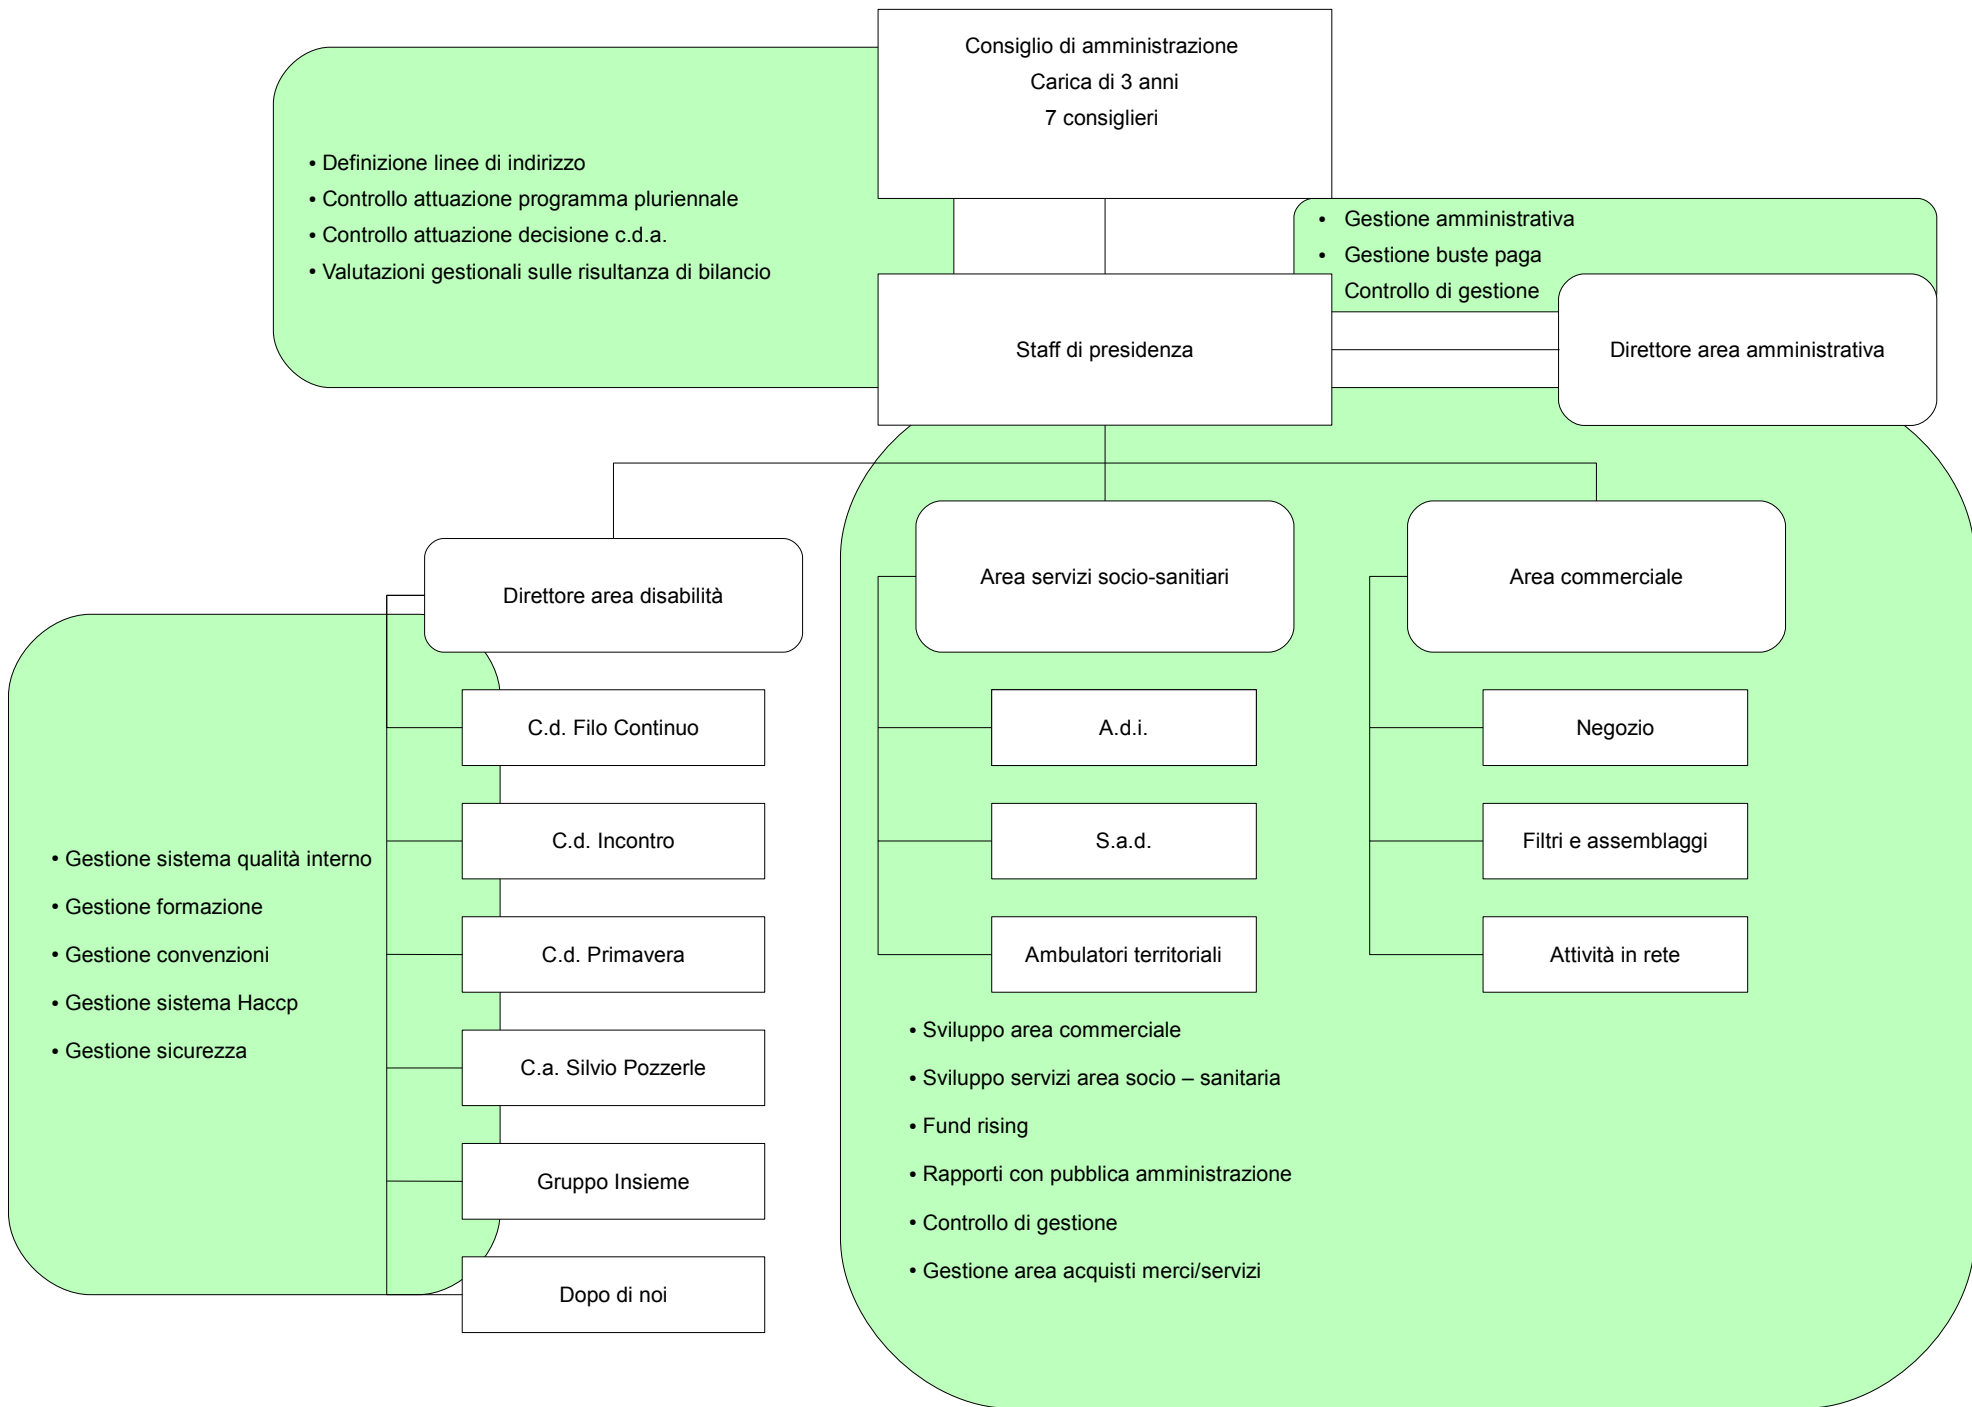 Consiglio di amministrazione
Carica di 3 anni
7 consiglieri
• Definizione linee di indirizzo
• Controllo attuazione programma pluriennale
• Controllo attuazione decisione c.d.a.
• Valutazioni gestionali sulle risultanza di bilancio
• Gestione amministrativa
• Gestione buste paga
Controllo di gestione
Staff di presidenza
Direttore area amministrativa
Direttore area disabilità
Area servizi socio-sanitiari
Area commerciale
C.d. Filo Continuo
C.d. Incontro
C.d. Primavera
C.a. Silvio Pozzerle
Gruppo Insieme
Dopo di noi
A.d.i.
S.a.d.
Ambulatori territoriali
Negozio
Filtri e assemblaggi
Attività in rete
• Gestione sistema qualità interno
• Gestione formazione
• Gestione convenzioni
• Gestione sistema Haccp
• Gestione sicurezza
• Sviluppo area commerciale
• Sviluppo servizi area socio – sanitaria
• Fund rising
• Rapporti con pubblica amministrazione
• Controllo di gestione
• Gestione area acquisti merci/servizi